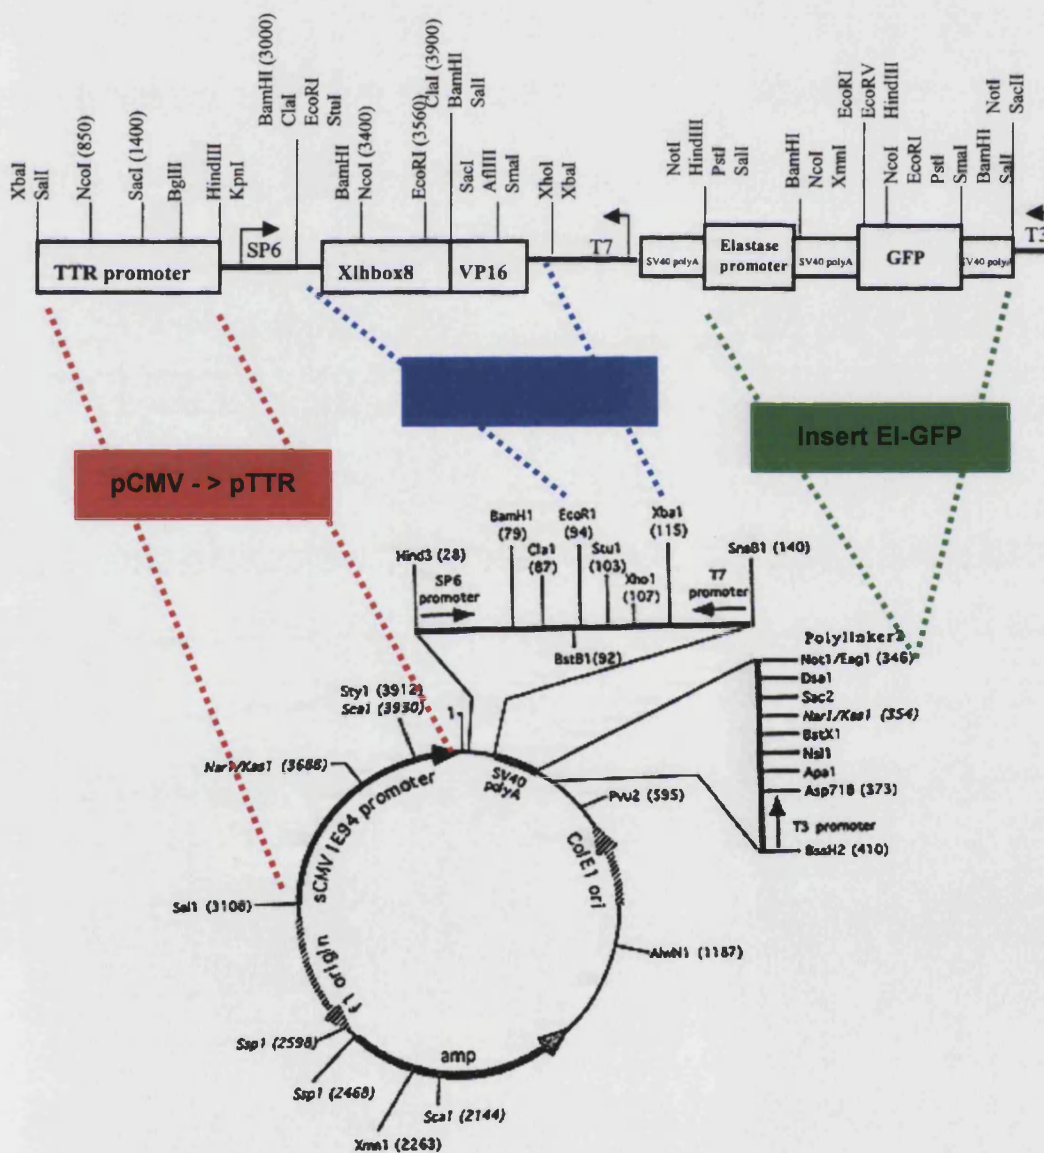 XbaI
SalI
NcoI (850)
SacI (1400)
BglII
HindIII
KpnI
BamHI (3000)
ClaI
EcoRI
StuI
BamHI
NcoI (3400)
EcoRI (3560)
ClaI (3900)
BamHI
SalI
SacI
AflIII
SmaI
XhoI
XbaI
NotI
HindIII
PstI
SalI
BamHI
NcoI
XmnI
EcoRI
EcoRV
HindIII
NcoI
EcoRI
PstI
SmaI
BamHI
SalI
NotI
SacII
TTR promoter
SP6
Xlhbox8
VP16
T7
SV40 polyA
Elastase
promoter
SV40 polyA
GFP
SV40 polyA
T3
pCMV - > pTTR
Insert El-GFP
Hind3 (28)
SP6
promoter
BamH1
(79)
Cla1
(87)
EcoR1
(94)
Stu1
(103)
Xho1
(107)
Xba1
(115)
T7
promoter
SnaB1 (140)
BstB1(92)
Polylinker2
Not1/Eag1 (346)
Dsa1
Sac2
Nar1/Kas1 (354)
BstX1
Nsi1
Apa1
Asp718 (373)
T3 promoter
BssH2 (410)
Sty1 (3912)
Sca1 (3930)
1
Nar1/Kas1 (3688)
sCMV 1E94 promoter
SV40
polyA
Pvu2 (595)
ColE1 ori
Sal1 (3108)
AlwN1 (1187)
f1 origin
Ssp1 (2598)
amp
Ssp1 (2468)
Sca1 (2144)
Xmn1 (2263)